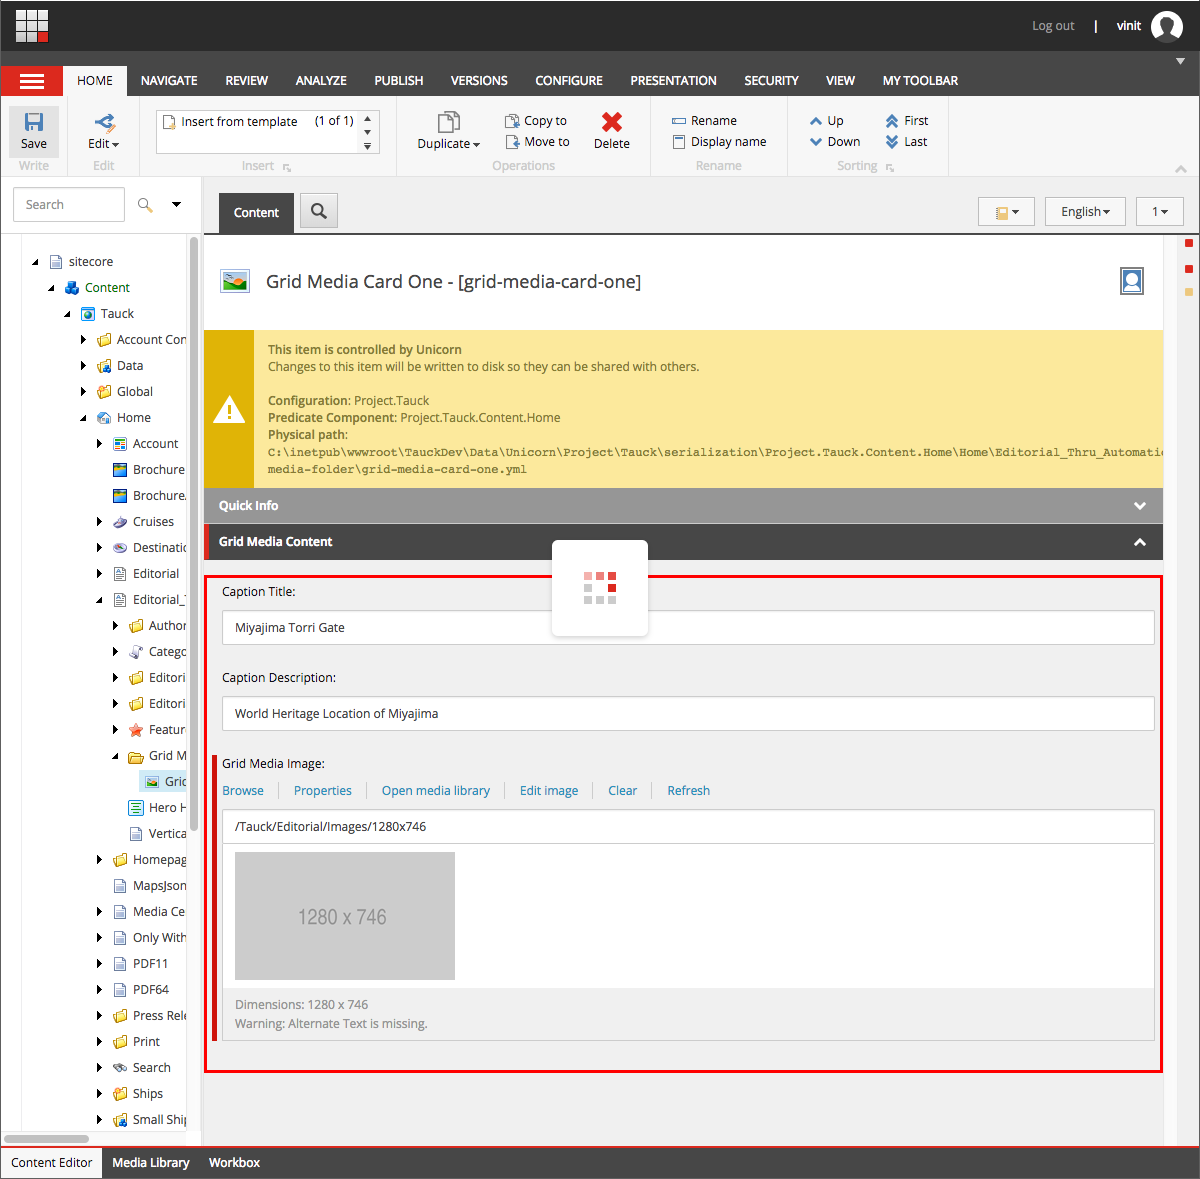 Log out | vinit
HOME NAVIGATE REVIEW ANALYZE PUBLISH VERSIONS CONFIGURE PRESENTATION SECURITY VIEW MY TOOLBAR
Save
Write
Edit
Edit
Insert from template (1 of 1)
Insert
Duplicate
Copy to
Move to
Delete
Operations
Rename
Display name
Rename
Up
Down
First
Last
Sorting
Search
Content
English
1
sitecore
Content
Tauck
Account Con
Data
Global
Home
Account
Brochure
Brochure
Cruises
Destinatio
Editorial
Editorial_
Author
Catego
Editori
Editori
Feature
Grid M
Grid
Hero H
Vertica
Homepag
MapsJson
Media Ce
Only With
PDF11
PDF64
Press Rele
Print
Search
Ships
Small Ship
Grid Media Card One - [grid-media-card-one]
This item is controlled by Unicorn
Changes to this item will be written to disk so they can be shared with others.
Configuration: Project.Tauck
Predicate Component: Project.Tauck.Content.Home
Physical path:
C:\inetpub\wwwroot\TauckDev\Data\Unicorn\Project\Tauck\serialization\Project.Tauck.Content.Home\Home\Editorial_Thru_Automatic
media-folder\grid-media-card-one.yml
Quick Info
Grid Media Content
Caption Title:
Miyajima Torri Gate
Caption Description:
World Heritage Location of Miyajima
Grid Media Image:
Browse Properties Open media library Edit image Clear Refresh
/Tauck/Editorial/Images/1280x746
1280 x 746
Dimensions: 1280 x 746
Warning: Alternate Text is missing.
Content Editor Media Library Workbox